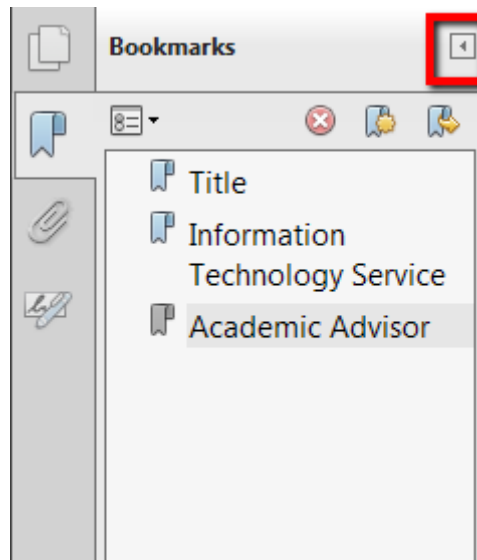 Bookmarks
Title
Information
Technology Service
Academic Advisor